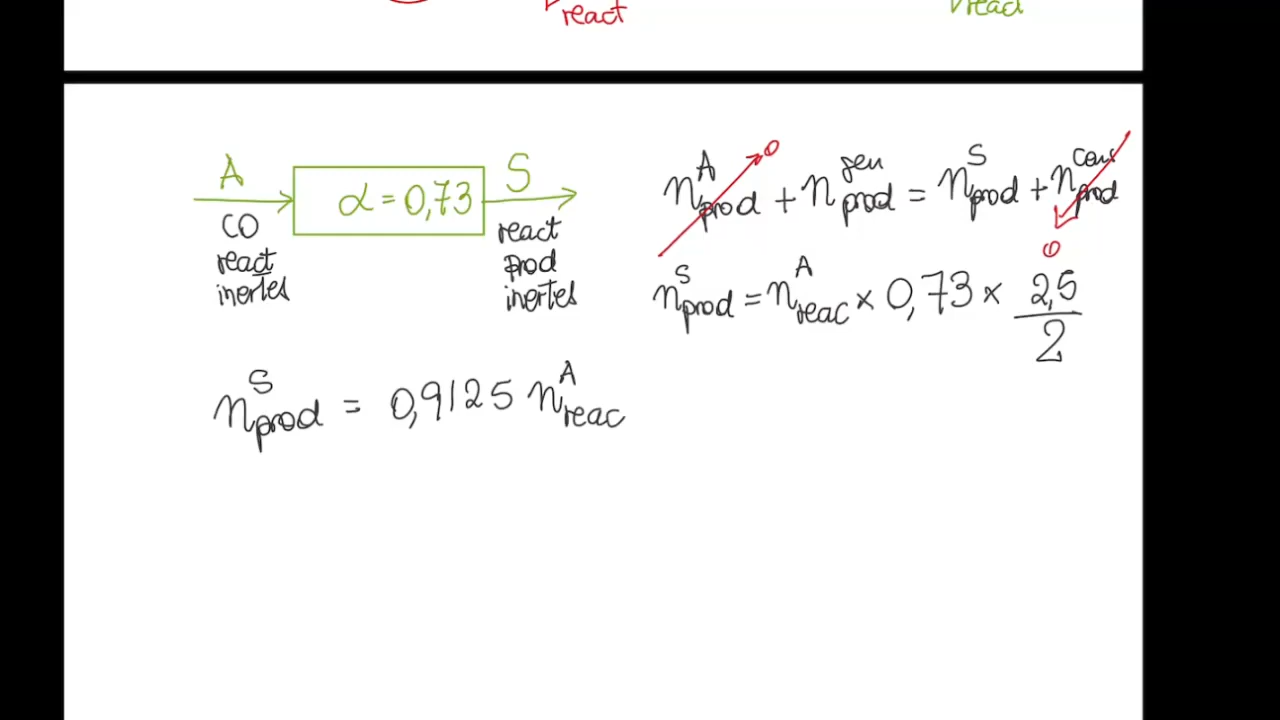 react
react
A
α = 0,73
S
CO
react
inertes
react
prod
inertes
n^A_prod + n^gen_prod = n^S_prod + n^cons_prod
0
0
n^S_prod = n^A_reac × 0,73 × 2,5/2
n^S_prod = 0,9125 n^A_reac